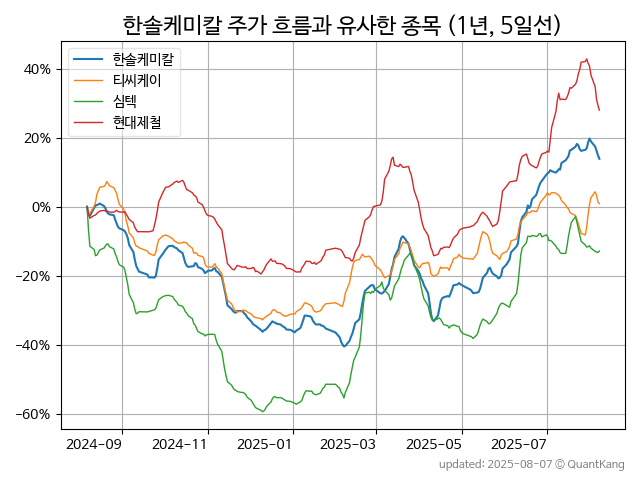 한솔케미칼 주가 흐름과 유사한 종목 (1년, 5일선)
한솔케미칼
티씨케이
심텍
현대제철
40%
20%
0%
−20%
−40%
−60%
2024-09 2024-11 2025-01 2025-03 2025-05 2025-07
updated: 2025-08-07 © QuantKang